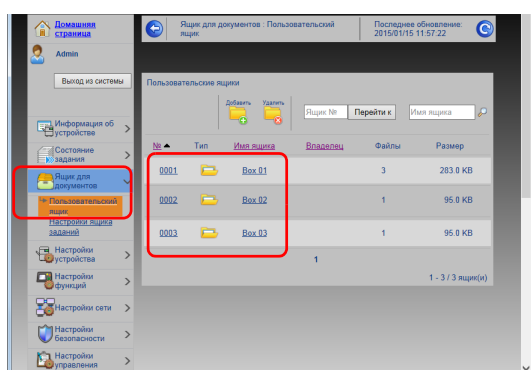 Домашняя
страница
Admin
Выход из системы
Информация об
устройстве
Состояние
задания
Ящик для
документов
Пользовательский
ящик
Настройки ящика
заданий
Настройки
устройства
Настройки
функций
Настройки сети
Настройки
безопасности
Настройки
управления
Ящик для документов : Пользовательский
ящик
Последнее обновление:
2015/01/15 11:57:22
Пользовательские ящики
Добавить Удалить
Ящик № Перейти к Имя ящика
№ Тип Имя ящика Владелец Файлы Размер
0001 Box 01 3 283.0 KB
0002 Box 02 1 95.0 KB
0003 Box 03 1 95.0 KB
1
1 - 3 / 3 ящик(и)